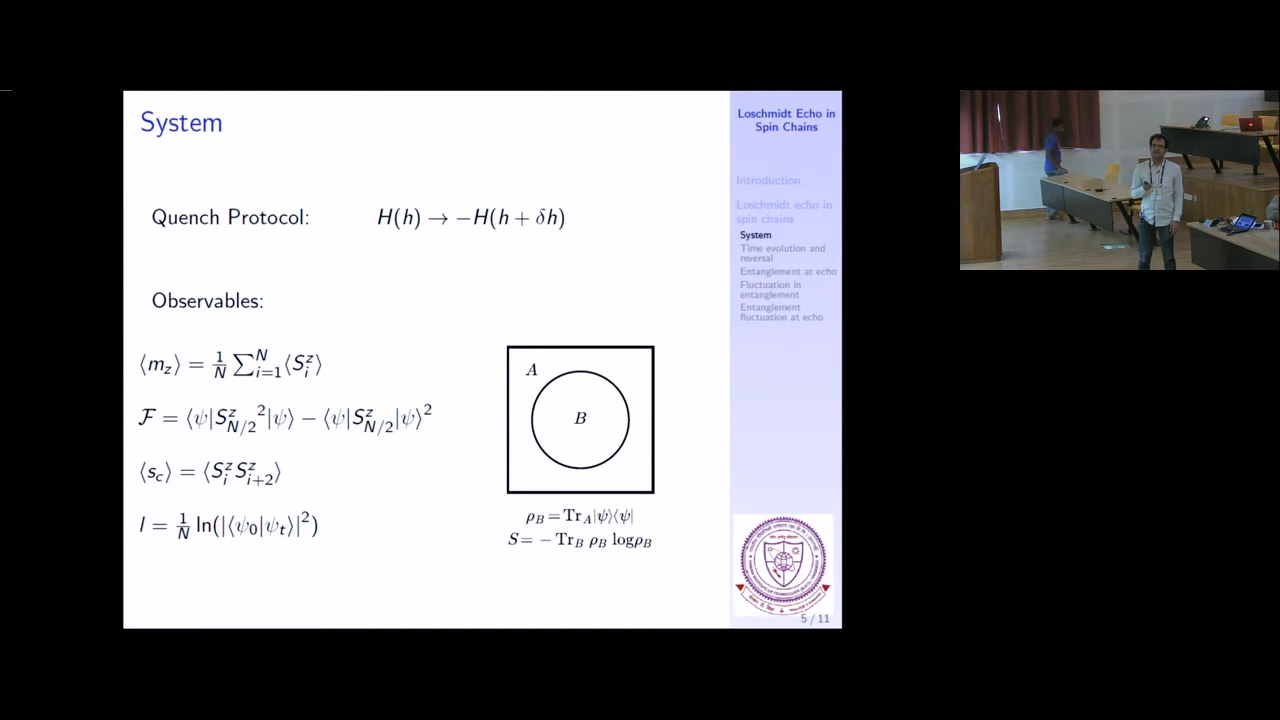 System
Quench Protocol: H(h) → −H(h + δh)
Observables:
⟨m_z⟩ = 1/N ∑_{i=1}^{N} ⟨S_i^z⟩
F = ⟨ψ|S_{N/2}^z ²|ψ⟩ − ⟨ψ|S_{N/2}^z|ψ⟩²
⟨s_c⟩ = ⟨S_i^z S_{i+2}^z⟩
l = 1/N ln(|⟨ψ_0|ψ_t⟩|²)
A
B
ρ_B = Tr_A|ψ⟩⟨ψ|
S = − Tr_B ρ_B logρ_B
Loschmidt Echo in
Spin Chains
Introduction
Loschmidt echo in
spin chains
System
Time evolution and
reversal
Entanglement at echo
Fluctuation in
entanglement
Entanglement
fluctuation at echo
5 / 11